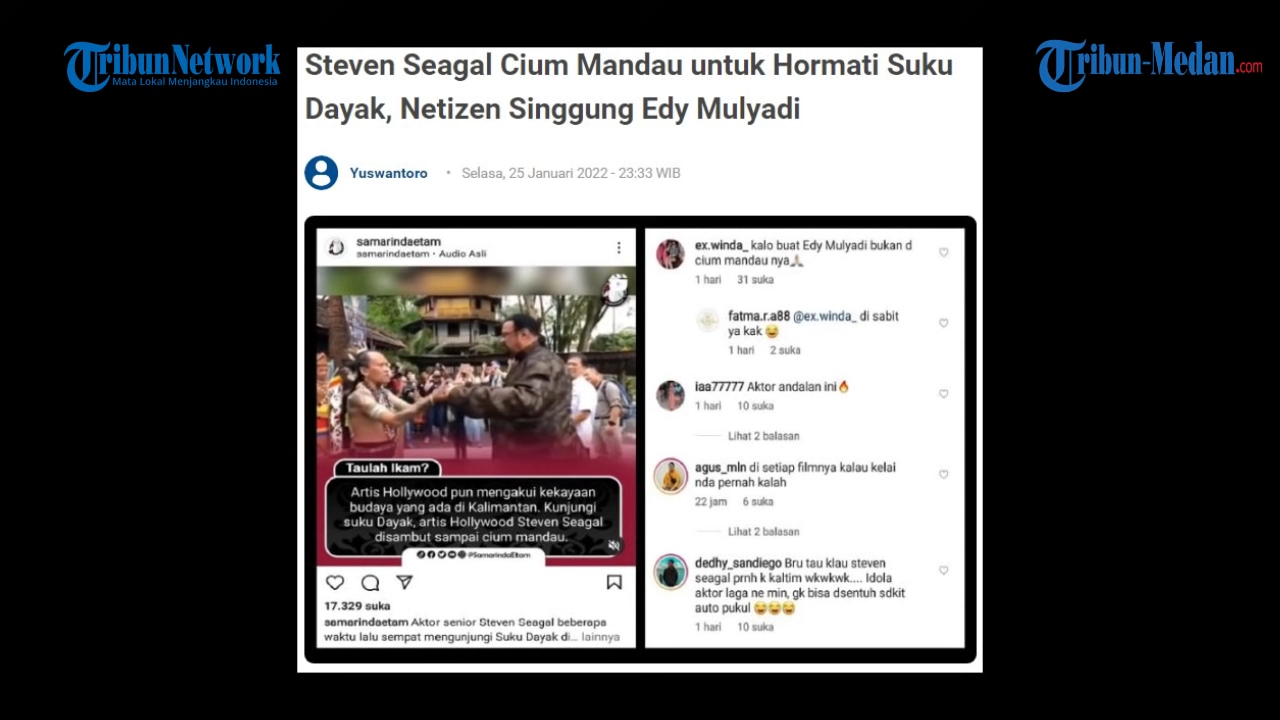 TribunNetwork
Mata Lokal Menjangkau Indonesia
Tribun-Medan.com
Steven Seagal Cium Mandau untuk Hormati Suku
Dayak, Netizen Singgung Edy Mulyadi
Yuswantoro • Selasa, 25 Januari 2022 - 23:33 WIB
samarindaetam
samarindaetam • Audio Asli
Taulah Ikam?
Artis Hollywood pun mengakui kekayaan
budaya yang ada di Kalimantan. Kunjungi
suku Dayak, artis Hollywood Steven Seagal
disambut sampai cium mandau.
@SamarindaEtam
17.329 suka
samarindaetam Aktor senior Steven Seagal beberapa
waktu lalu sempat mengunjungi Suku Dayak di... lainnya
ex.winda_ kalo buat Edy Mulyadi bukan d
cium mandau nya🙏🏻
1 hari 31 suka
fatma.r.a88 @ex.winda_ di sabit
ya kak 😂
1 hari 2 suka
iaa77777 Aktor andalan ini🔥
1 hari 10 suka
Lihat 2 balasan
agus_mln di setiap filmnya kalau kelai
nda pernah kalah
22 jam 6 suka
Lihat 2 balasan
dedhy_sandiego Bru tau klau steven
seagal prnh k kaltim wkwkwk.... Idola
aktor laga ne min, gk bisa dsentuh sdkit
auto pukul 😂😂😂
1 hari 10 suka